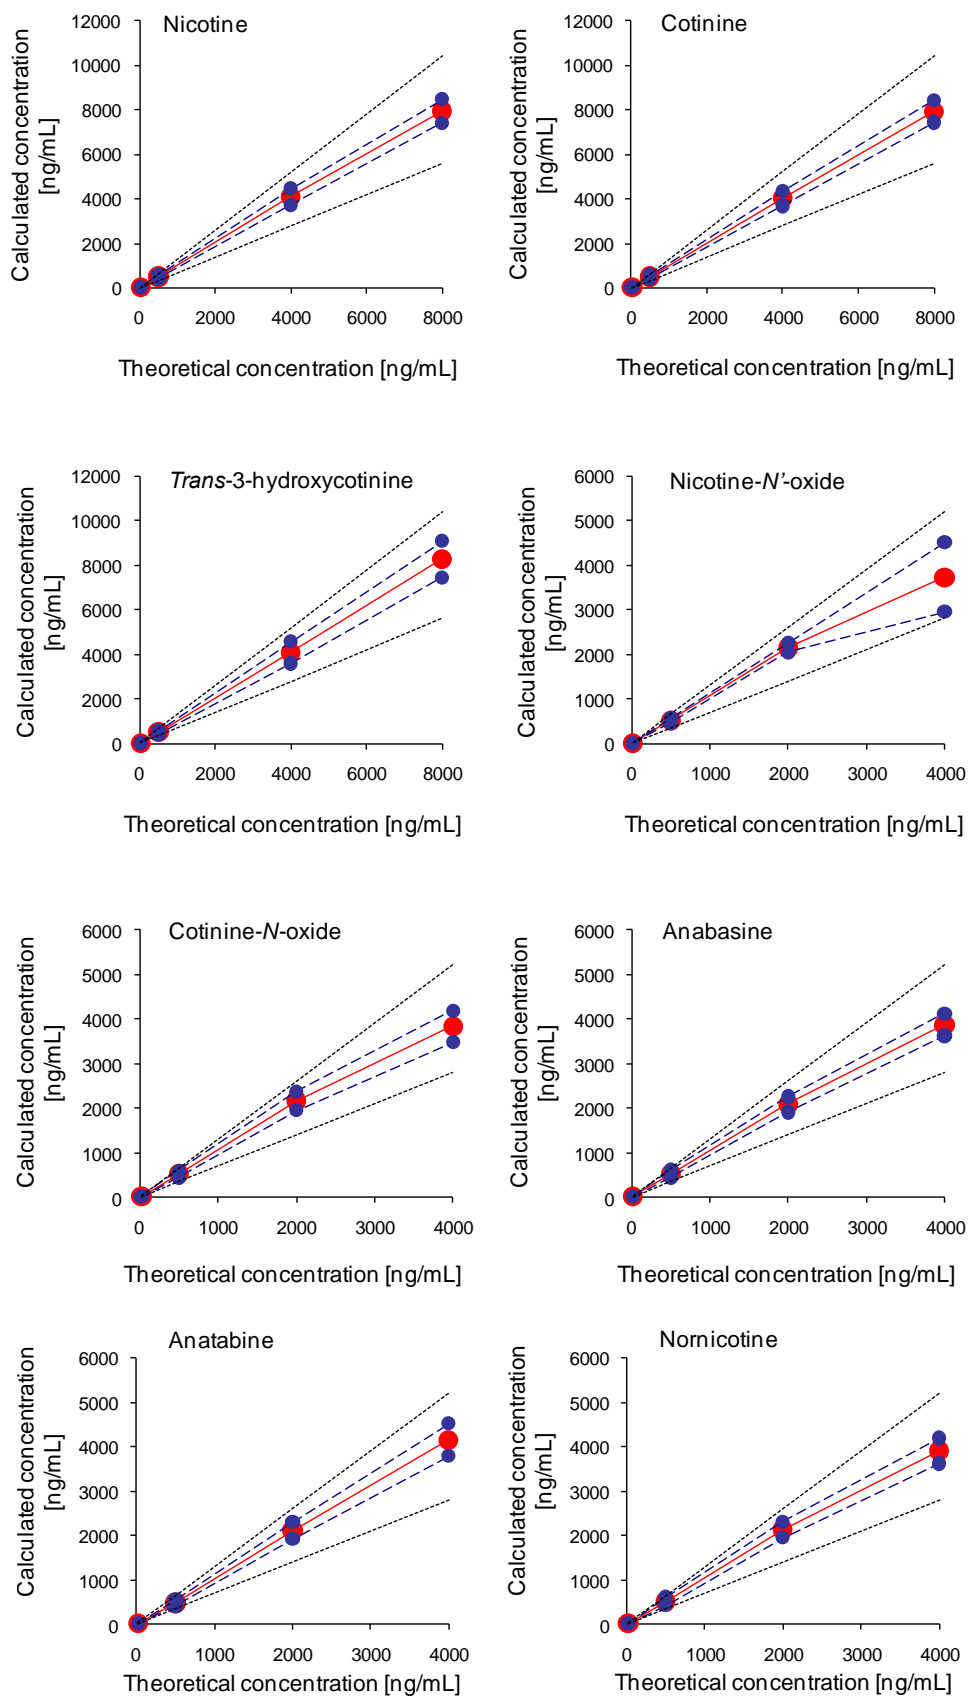 Nicotine
Calculated concentration
[ng/mL]
12000
10000
8000
6000
4000
2000
0
0 2000 4000 6000 8000
Theoretical concentration [ng/mL]
Cotinine
Calculated concentration
[ng/mL]
12000
10000
8000
6000
4000
2000
0
0 2000 4000 6000 8000
Theoretical concentration [ng/mL]
Trans-3-hydroxycotinine
Calculated concentration
[ng/mL]
12000
10000
8000
6000
4000
2000
0
0 2000 4000 6000 8000
Theoretical concentration [ng/mL]
Nicotine-N'-oxide
Calculated concentration
[ng/mL]
6000
5000
4000
3000
2000
1000
0
0 1000 2000 3000 4000
Theoretical concentration [ng/mL]
Cotinine-N-oxide
Calculated concentration
[ng/mL]
6000
5000
4000
3000
2000
1000
0
0 1000 2000 3000 4000
Theoretical concentration [ng/mL]
Anabasine
Calculated concentration
[ng/mL]
6000
5000
4000
3000
2000
1000
0
0 1000 2000 3000 4000
Theoretical concentration [ng/mL]
Anatabine
Calculated concentration
[ng/mL]
6000
5000
4000
3000
2000
1000
0
0 1000 2000 3000 4000
Theoretical concentration [ng/mL]
Nornicotine
Calculated concentration
[ng/mL]
6000
5000
4000
3000
2000
1000
0
0 1000 2000 3000 4000
Theoretical concentration [ng/mL]